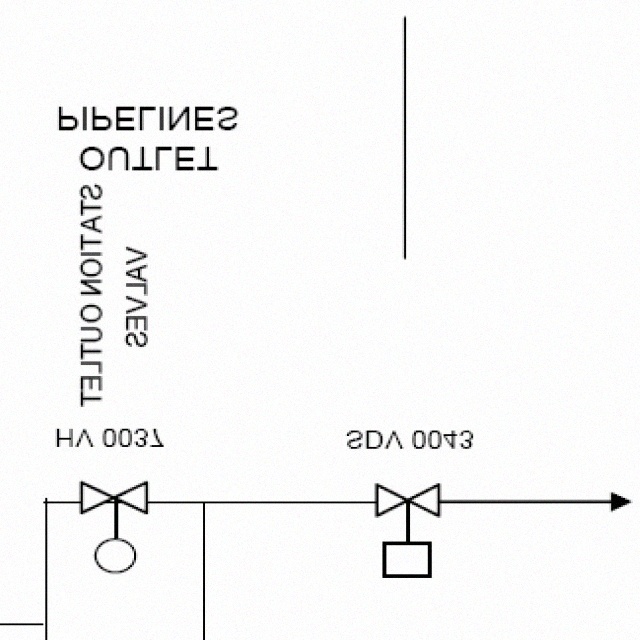 OUTLET
PIPELINES
STATION OUTLET
VALVES
HV 0037
SDV 0043